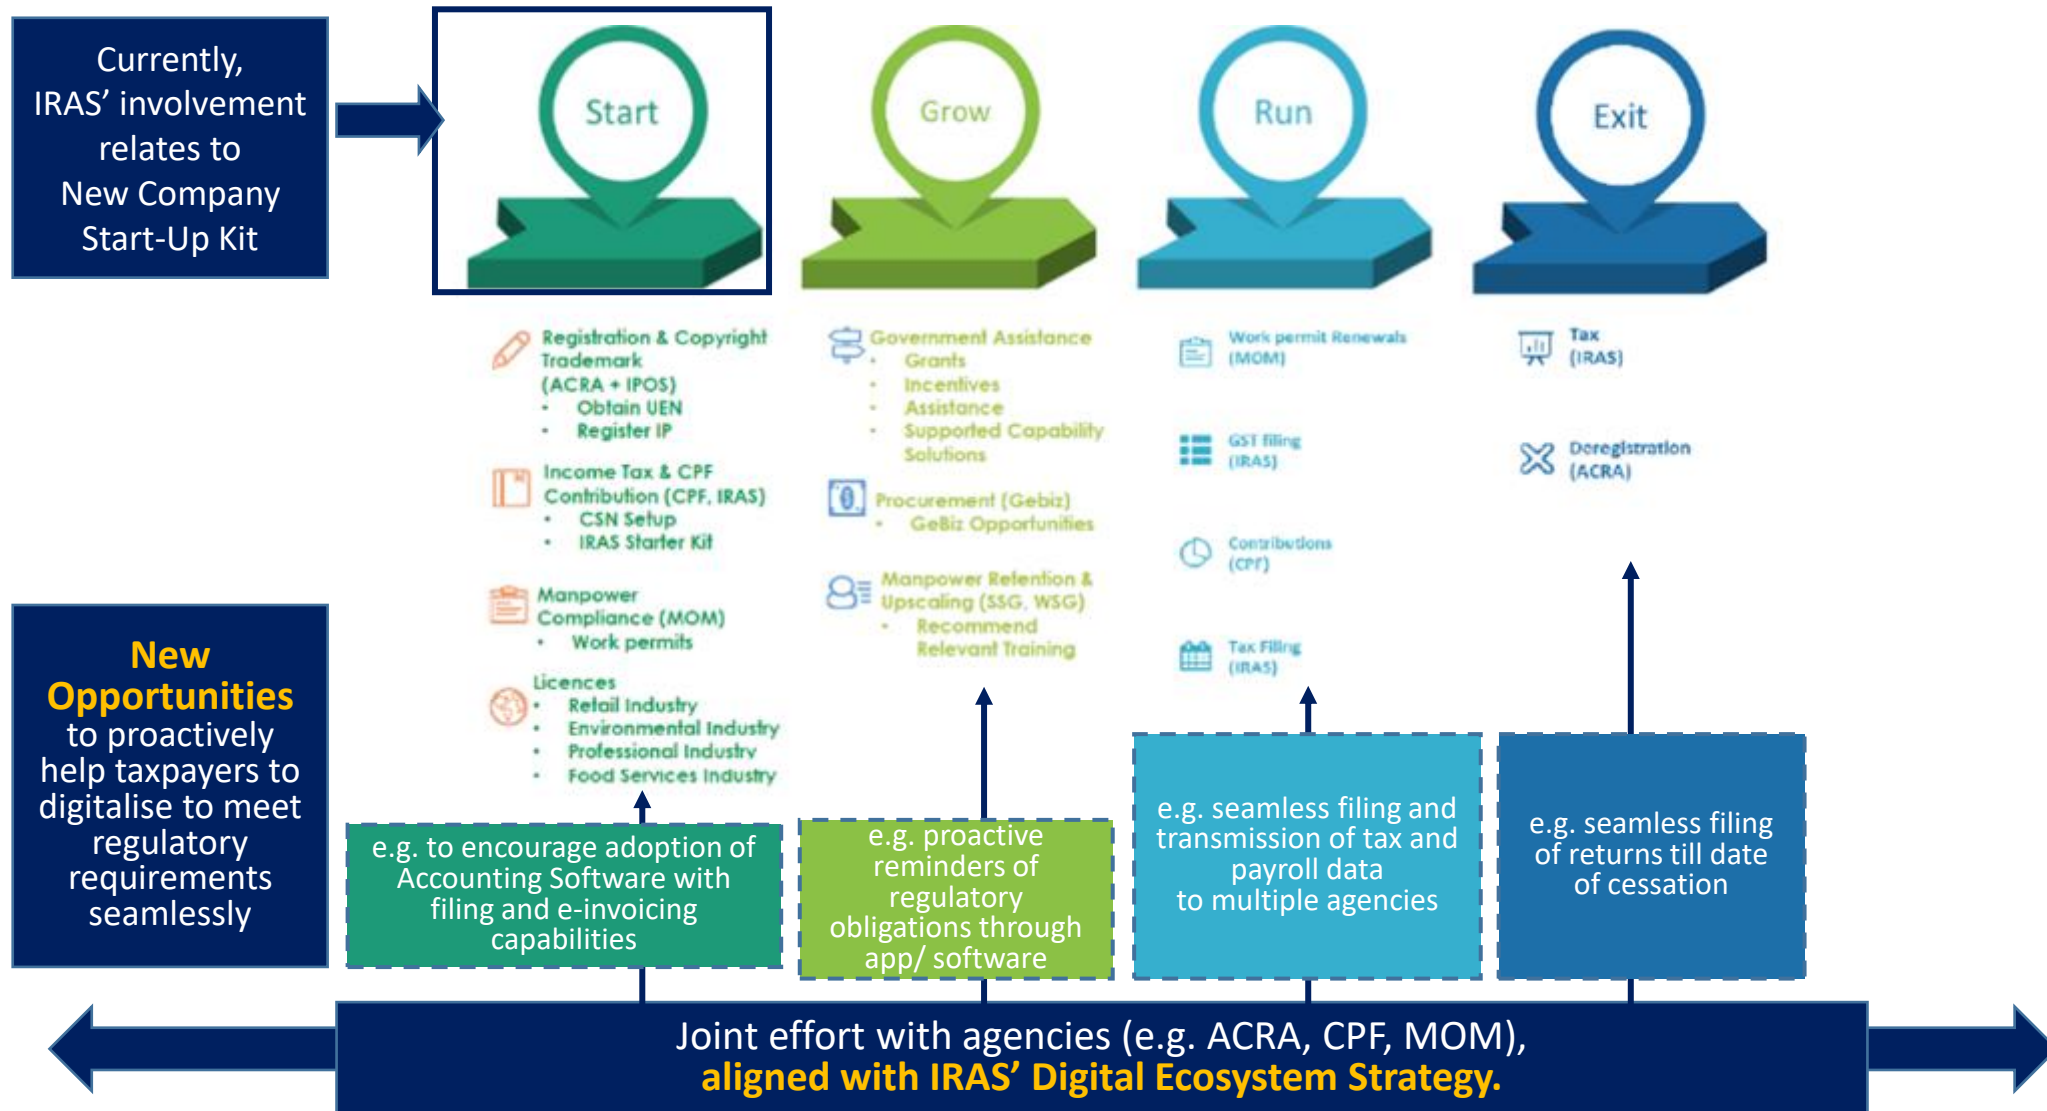 Currently,
IRAS’ involvement
relates to
New Company
Start-Up Kit
Start
Grow
Run
Exit
Registration & Copyright
Trademark
(ACRA + IPOS)
• Obtain UEN
• Register IP
Income Tax & CPF
Contribution (CPF, IRAS)
• CSN Setup
• IRAS Starter Kit
Manpower
Compliance (MOM)
• Work permits
Licences
• Retail Industry
• Environmental Industry
• Professional Industry
• Food Services Industry
Government Assistance
• Grants
• Incentives
• Assistance
• Supported Capability
Solutions
Procurement (Gebiz)
• GeBiz Opportunities
Manpower Retention &
Upscaling (SSG, WSG)
• Recommend
Relevant Training
Work permit Renewals
(MOM)
GST filing
(IRAS)
Contributions
(CPF)
Tax Filing
(IRAS)
Tax
(IRAS)
Deregistration
(ACRA)
New
Opportunities
to proactively
help taxpayers to
digitalise to meet
regulatory
requirements
seamlessly
e.g. to encourage adoption of
Accounting Software with
filing and e-invoicing
capabilities
e.g. proactive
reminders of
regulatory
obligations through
app/ software
e.g. seamless filing and
transmission of tax and
payroll data
to multiple agencies
e.g. seamless filing
of returns till date
of cessation
Joint effort with agencies (e.g. ACRA, CPF, MOM),
aligned with IRAS’ Digital Ecosystem Strategy.